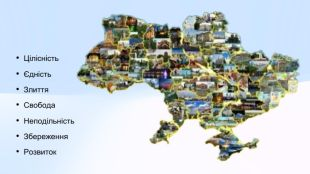 • Цілісність
• Єдність
• Злиття
• Свобода
• Неподільність
• Збереження
• Розвиток